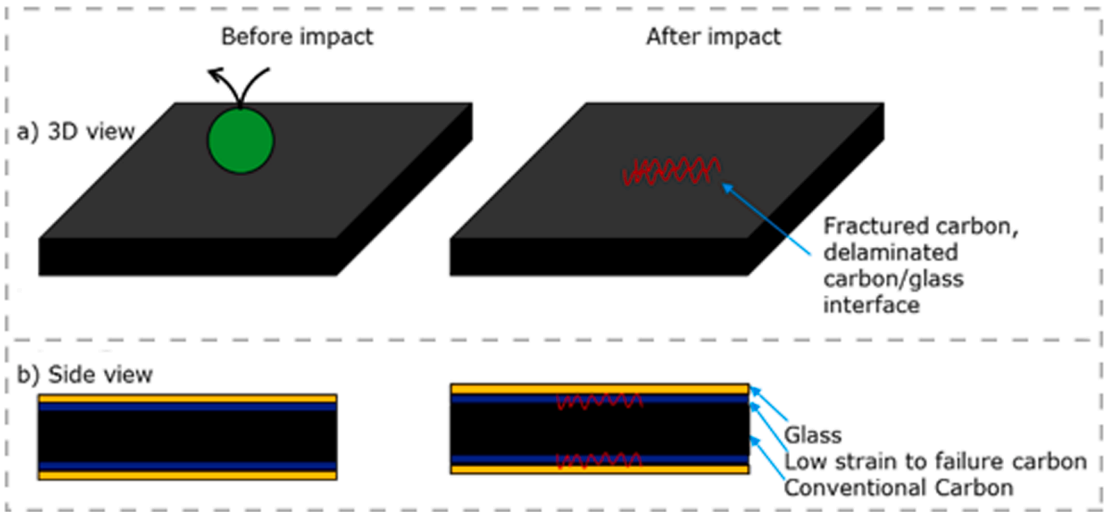 Before impact
After impact
a) 3D view
Fractured carbon,
delaminated
carbon/glass
interface
b) Side view
Glass
Low strain to failure carbon
Conventional Carbon